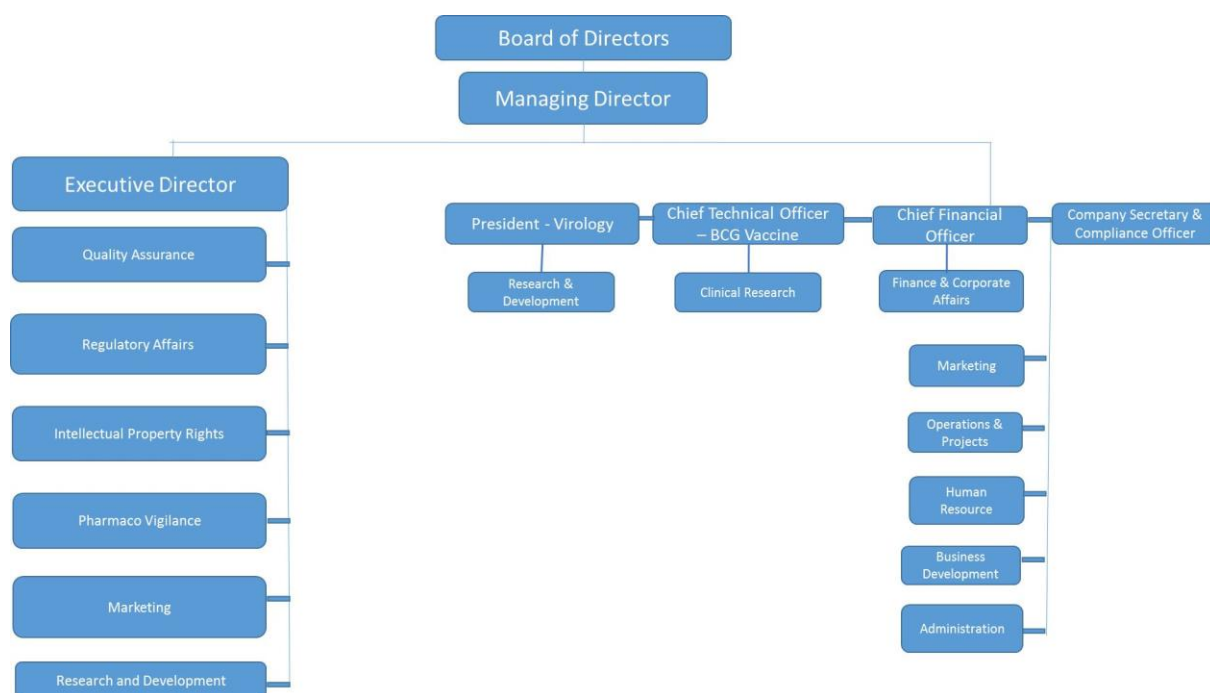 Board of Directors
Managing Director
Executive Director
Quality Assurance
Regulatory Affairs
Intellectual Property Rights
Pharmaco Vigilance
Marketing
Research and Development
President - Virology
Research &
Development
Chief Technical Officer
– BCG Vaccine
Clinical Research
Chief Financial
Officer
Finance & Corporate
Affairs
Company Secretary &
Compliance Officer
Marketing
Operations &
Projects
Human
Resource
Business
Development
Administration